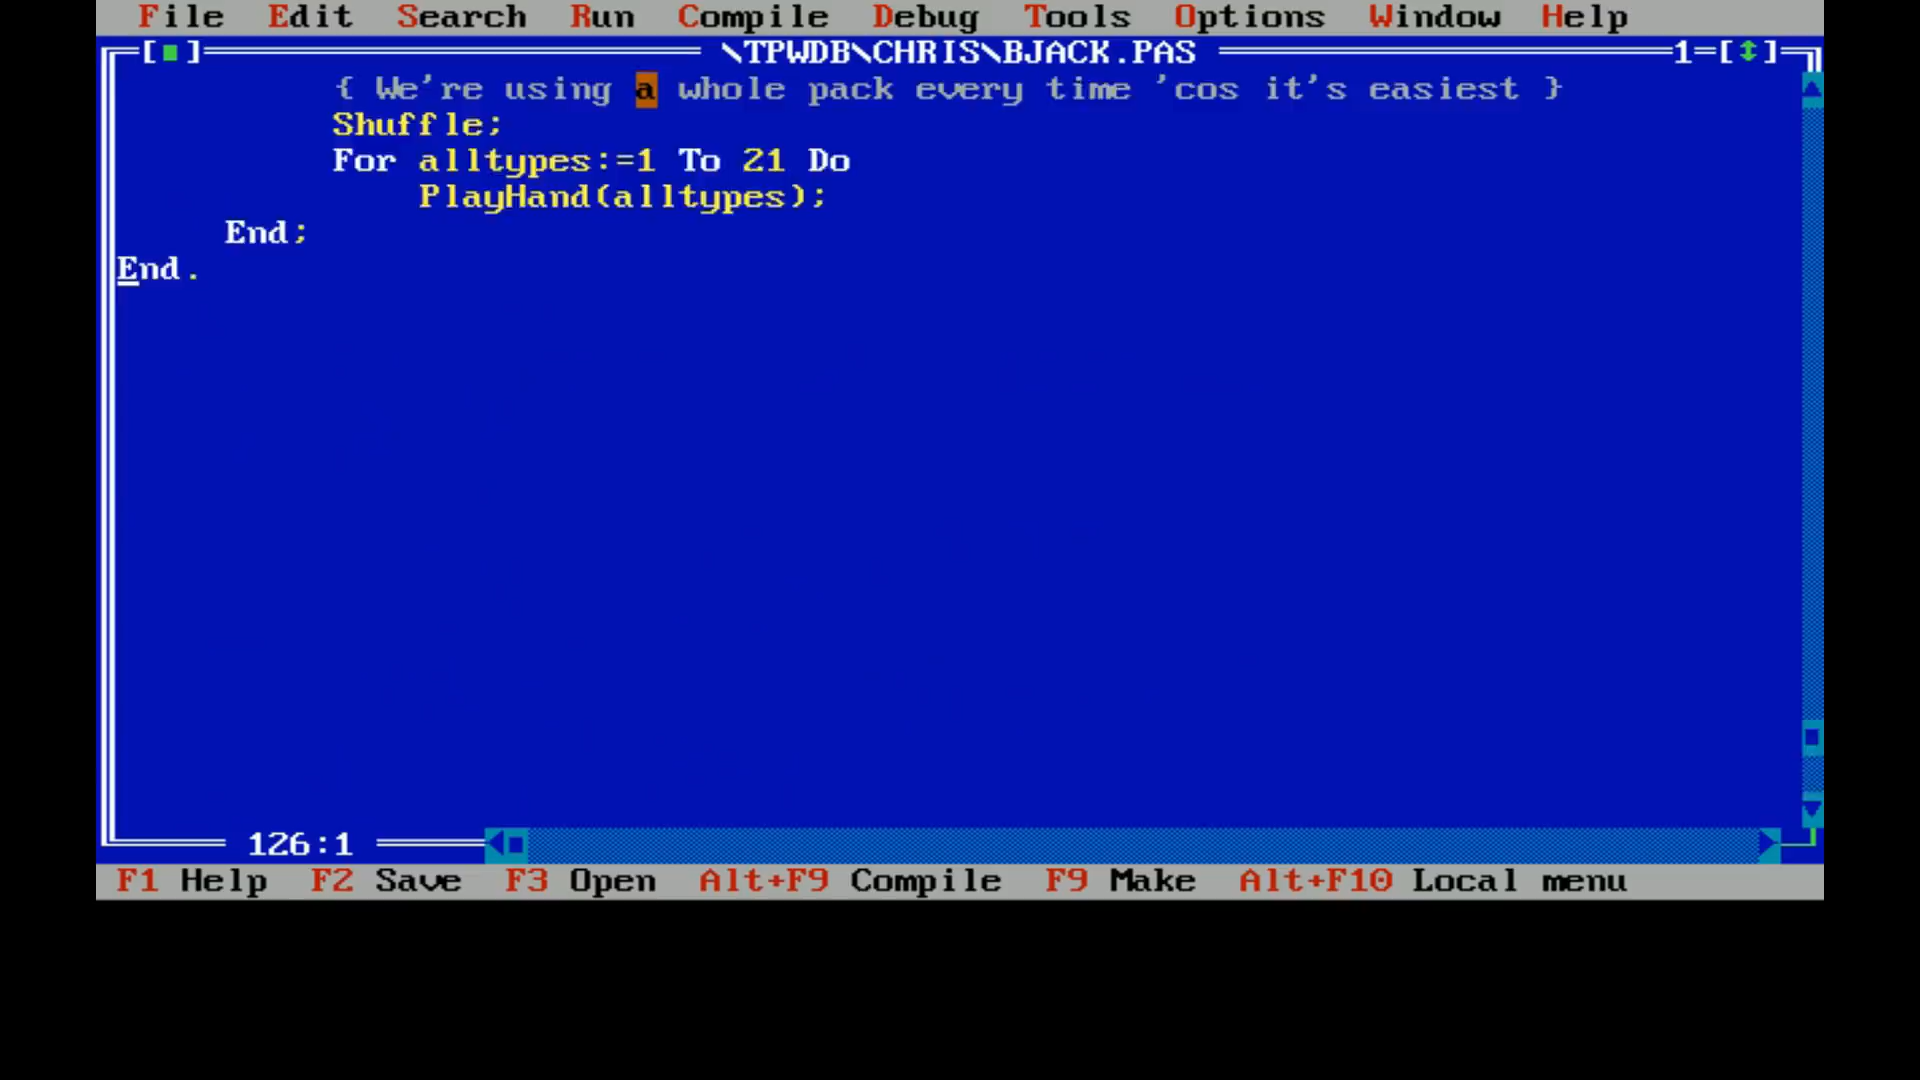 File Edit Search Run Compile Debug Tools Options Window Help
[■] \TPWDB\CHRIS\BJACK.PAS 1=[↕]
{ We're using a whole pack every time 'cos it's easiest }
Shuffle;
For alltypes:=1 To 21 Do
PlayHand(alltypes);
End;
End.
126:1
F1 Help F2 Save F3 Open Alt+F9 Compile F9 Make Alt+F10 Local menu